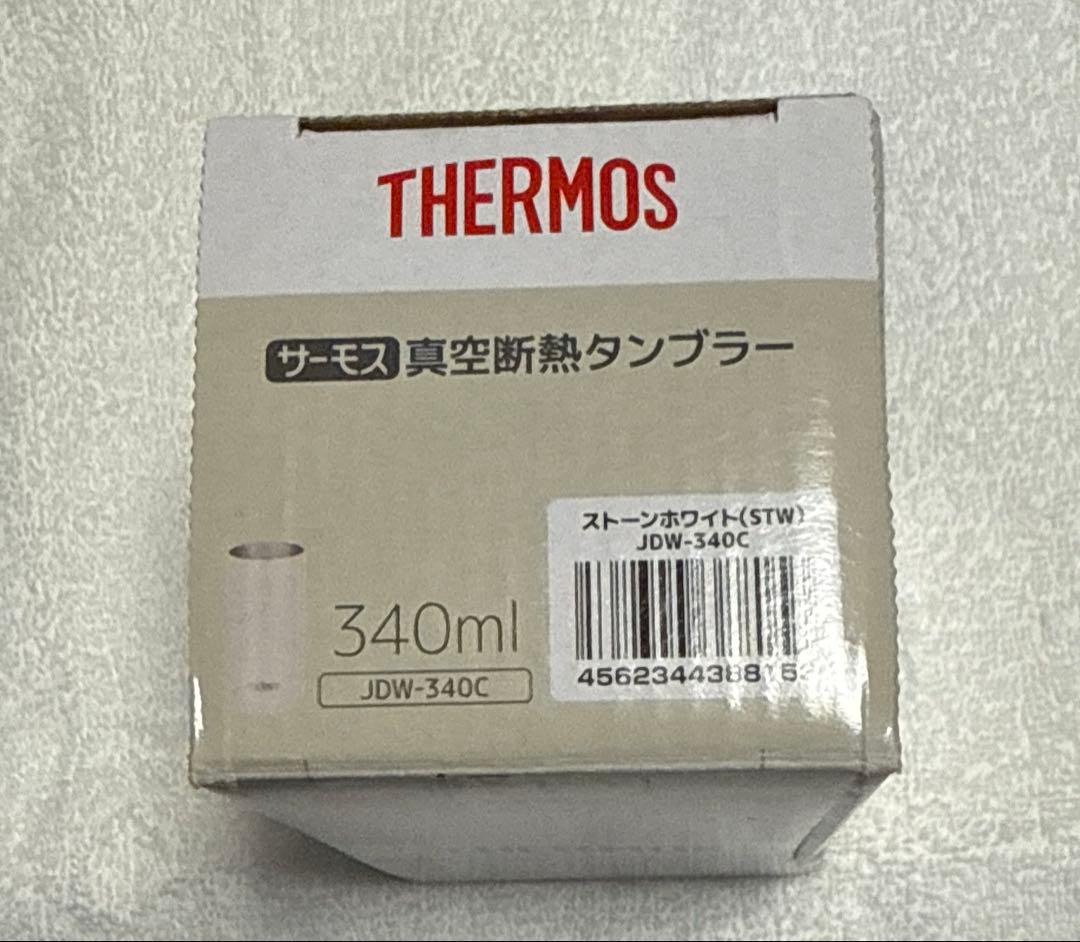 THERMOS
サーモス 真空断熱タンブラー
ストーンホワイト(STW)
JDW-340C
340ml
JDW-340C